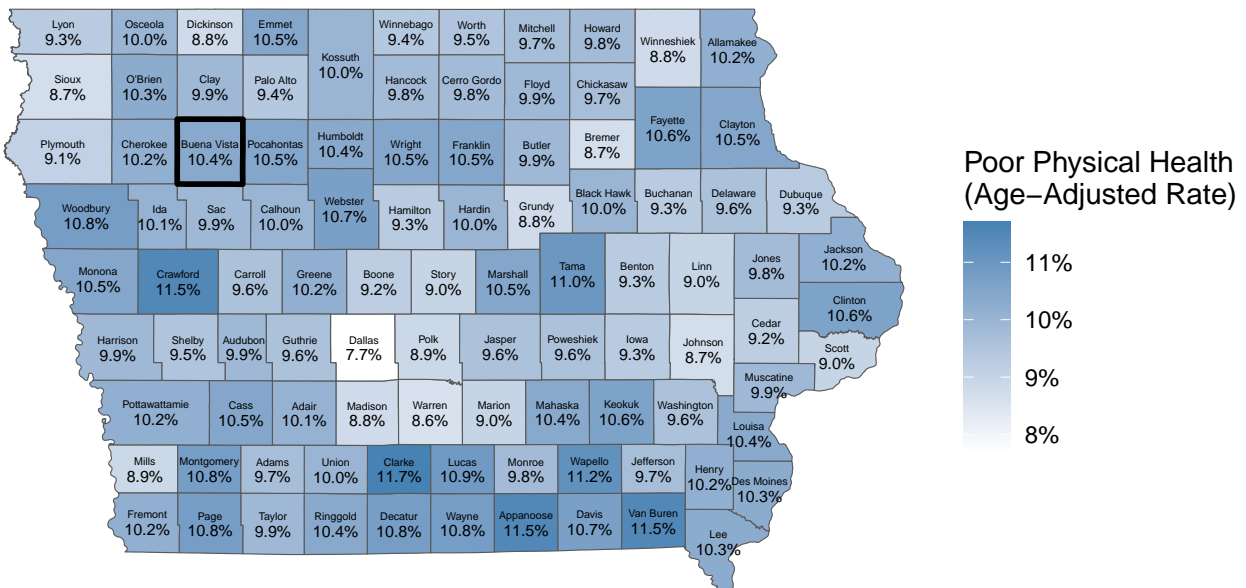 Lyon Osceola Dickinson Emmet Winnebago Worth Mitchell Howard Winneshiek Allamakee
9.3% 10.0% 8.8% 10.5% 9.4% 9.5% 9.7% 9.8% 8.8% 10.2%
Kossuth
10.0%
Sioux O'Brien Clay Palo Alto Hancock Cerro Gordo Floyd Chickasaw
8.7% 10.3% 9.9% 9.4% 9.8% 9.8% 9.9% 9.7%
Fayette Clayton
10.6% 10.5%
Plymouth Cherokee Buena Vista Pocahontas Humboldt Wright Franklin Butler Bremer
9.1% 10.2% 10.4% 10.5% 10.4% 10.5% 10.5% 9.9% 8.7%
Woodbury Ida Sac Calhoun Webster Hamilton Hardin Grundy Black Hawk Buchanan Delaware Dubuque
10.8% 10.1% 9.9% 10.0% 10.7% 9.3% 10.0% 8.8% 10.0% 9.3% 9.6% 9.3%
Monona Crawford Carroll Greene Boone Story Marshall Tama Benton Linn Jones Jackson
10.5% 11.5% 9.6% 10.2% 9.2% 9.0% 10.5% 11.0% 9.3% 9.0% 9.8% 10.2%
Clinton
10.6%
Harrison Shelby Audubon Guthrie Dallas Polk Jasper Poweshiek Iowa Johnson Cedar Scott
9.9% 9.5% 9.9% 9.6% 7.7% 8.9% 9.6% 9.6% 9.3% 8.7% 9.2% 9.0%
Muscatine
9.9%
Pottawattamie Cass Adair Madison Warren Marion Mahaska Keokuk Washington Louisa
10.2% 10.5% 10.1% 8.8% 8.6% 9.0% 10.4% 10.6% 9.6% 10.4%
Mills Montgomery Adams Union Clarke Lucas Monroe Wapello Jefferson Henry Des Moines
8.9% 10.8% 9.7% 10.0% 11.7% 10.9% 9.8% 11.2% 9.7% 10.2% 10.3%
Fremont Page Taylor Ringgold Decatur Wayne Appanoose Davis Van Buren Lee
10.2% 10.8% 9.9% 10.4% 10.8% 10.8% 11.5% 10.7% 11.5% 10.3%
Poor Physical Health
(Age−Adjusted Rate)
11%
10%
9%
8%